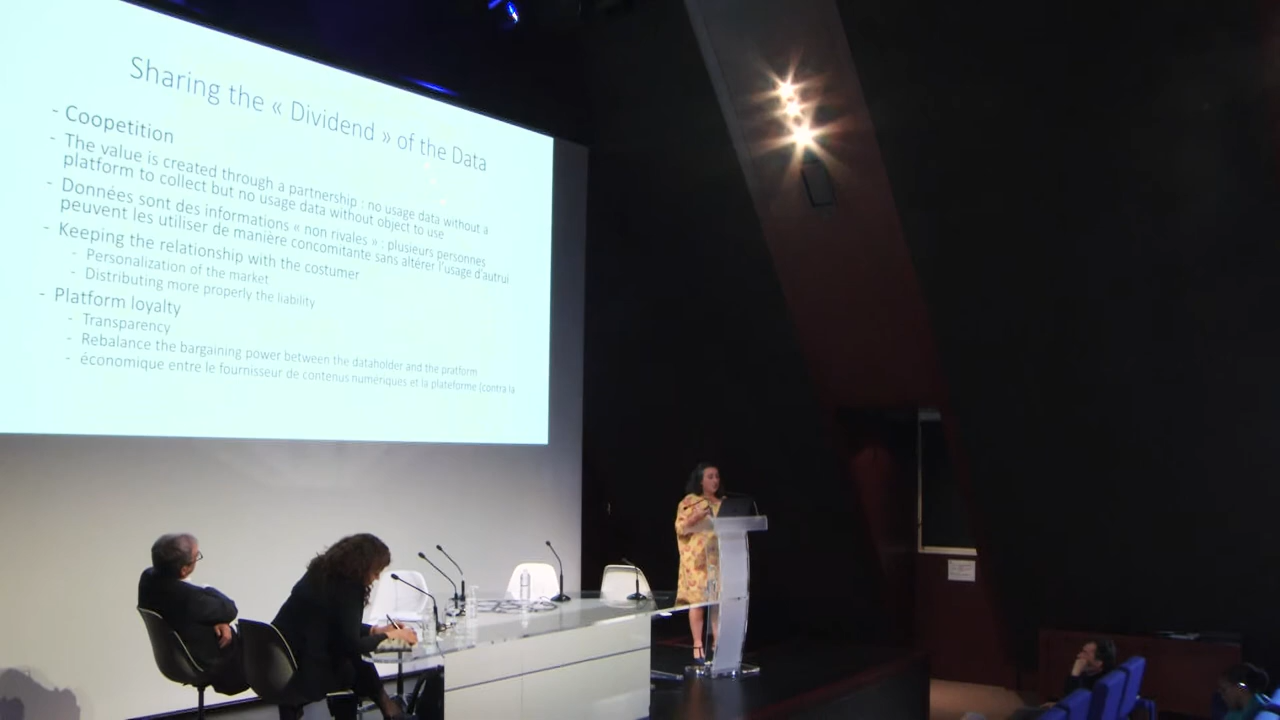 Sharing the « Dividend » of the Data
- Coopetition
- The value is created through a partnership : no usage data without a
platform to collect but no usage data without object to use
- Données sont des informations « non rivales » : plusieurs personnes
peuvent les utiliser de manière concomitante sans altérer l'usage d'autrui
- Keeping the relationship with the costumer
- Personalization of the market
- Distributing more properly the liability
- Platform loyalty
- Transparency
- Rebalance the bargaining power between the dataholder and the pratform
- économique entre le fournisseur de contenus numériques et la plateforme (contra la